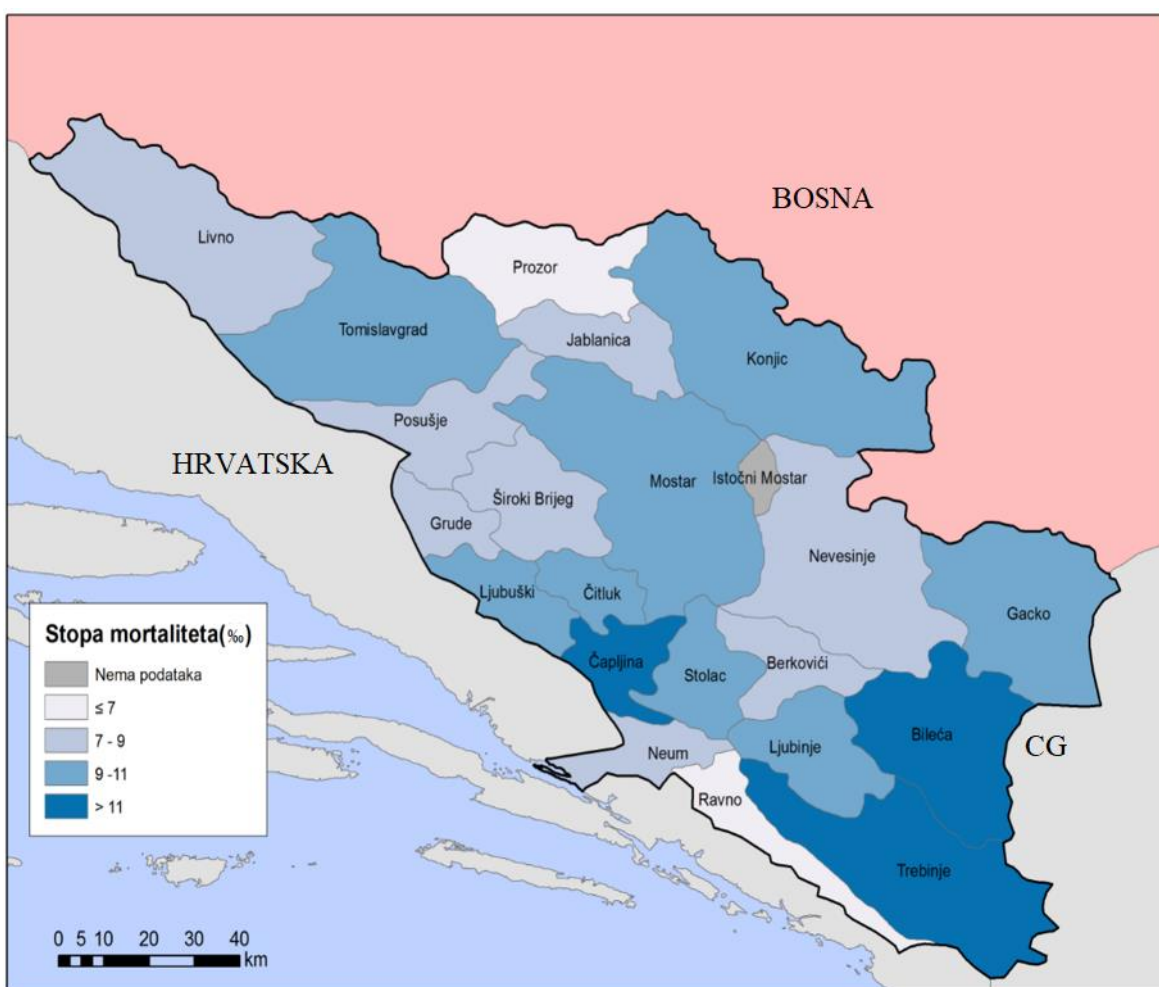 BOSNA
Livno
Prozor
Tomislavgrad
Jablanica
Konjic
Posušje
HRVATSKA
Mostar
Istočni Mostar
Široki Brijeg
Grude
Nevesinje
Ljubuški
Čitluk
Gacko
Čapljina
Stolac
Berkovići
Bileća
CG
Neum
Ljubinje
Ravno
Trebinje
Stopa mortaliteta(‰)
Nema podataka
≤ 7
7 - 9
9 -11
> 11
0 5 10 20 30 40
km